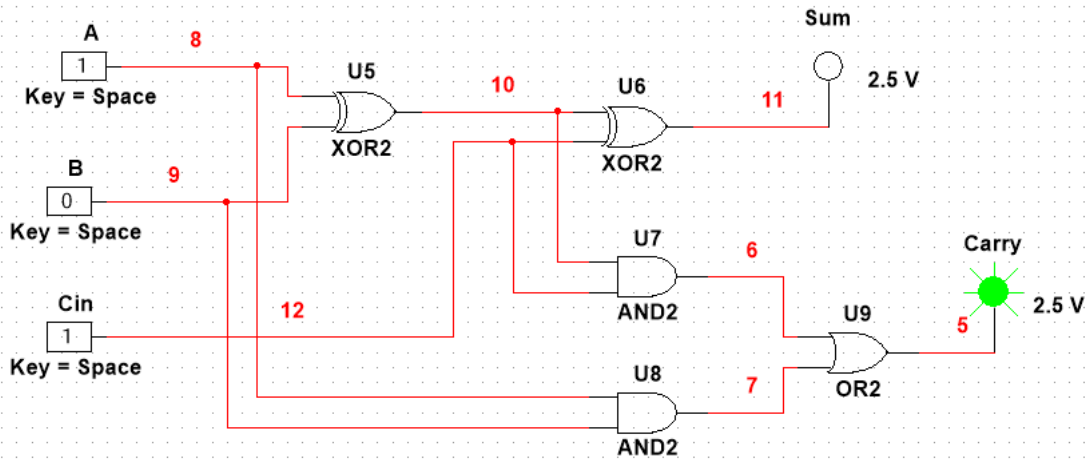 Sum
A
8
1
Key = Space
U5
10
U6
11
2.5 V
XOR2
XOR2
B
9
0
Key = Space
U7
6
Carry
Cin
12
1
Key = Space
AND2
U9
5
2.5 V
U8
7
OR2
AND2